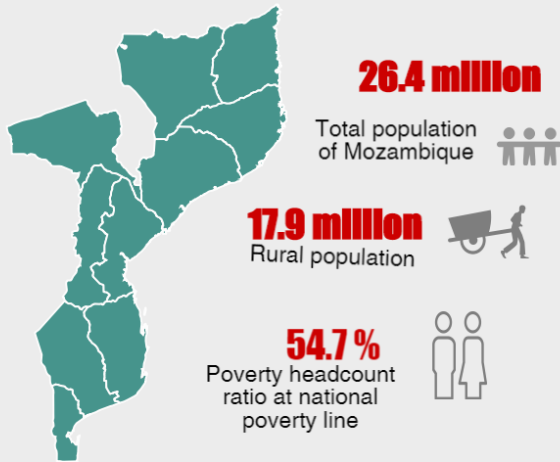 26.4 million
Total population
of Mozambique
17.9 million
Rural population
54.7 %
Poverty headcount
ratio at national
poverty line